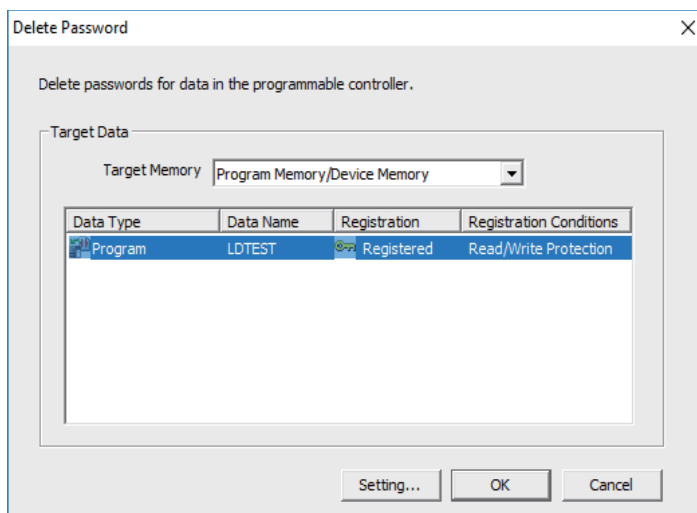 Delete Password
Delete passwords for data in the programmable controller.
Target Data
Target Memory Program Memory/Device Memory
Data Type Data Name Registration Registration Conditions
Program LDTEST Registered Read/Write Protection
Setting... OK Cancel